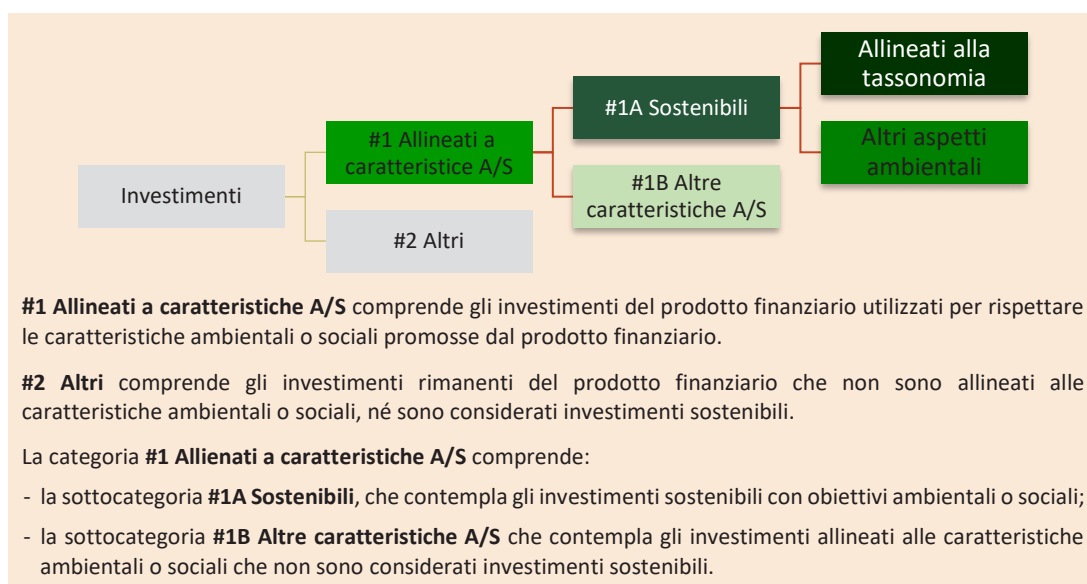 Allineati alla
tassonomia
#1A Sostenibili
#1 Allineati a
caratteristice A/S
Altri aspetti
ambientali
Investimenti
#1B Altre
caratteristiche A/S
#2 Altri
#1 Allineati a caratteristiche A/S comprende gli investimenti del prodotto finanziario utilizzati per rispettare
le caratteristiche ambientali o sociali promosse dal prodotto finanziario.
#2 Altri comprende gli investimenti rimanenti del prodotto finanziario che non sono allineati alle
caratteristiche ambientali o sociali, né sono considerati investimenti sostenibili.
La categoria #1 Allienati a caratteristiche A/S comprende:
- la sottocategoria #1A Sostenibili, che contempla gli investimenti sostenibili con obiettivi ambientali o sociali;
- la sottocategoria #1B Altre caratteristiche A/S che contempla gli investimenti allineati alle caratteristiche
ambientali o sociali che non sono considerati investimenti sostenibili.